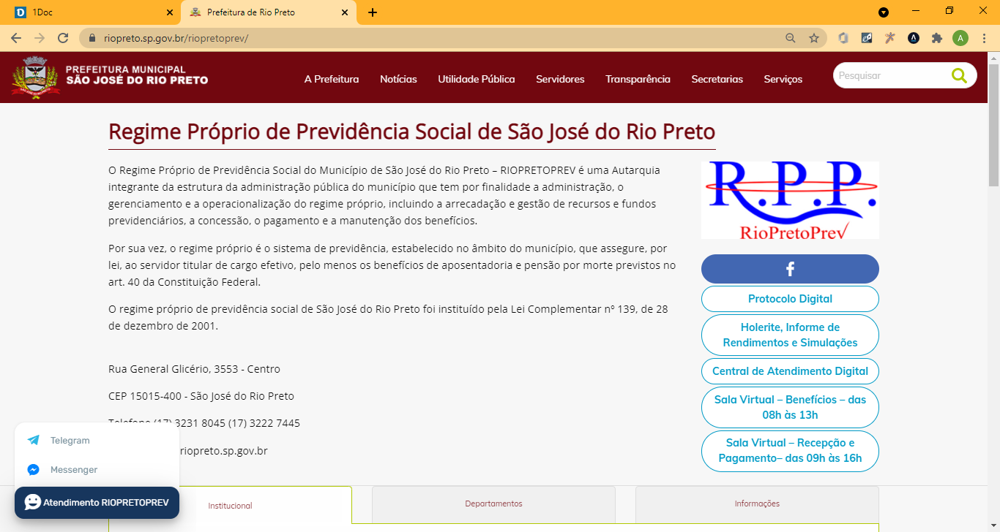 1Doc
Prefeitura de Rio Preto
riopreto.sp.gov.br/riopretoprev/
A
PREFEITURA MUNICIPAL
SÃO JOSÉ DO RIO PRETO
A Prefeitura
Notícias
Utilidade Pública
Servidores
Transparência
Secretarias
Serviços
Pesquisar
Regime Próprio de Previdência Social de São José do Rio Preto
O Regime Próprio de Previdência Social do Município de São José do Rio Preto – RIOPRETOPREV é uma Autarquia
integrante da estrutura da administração pública do município que tem por finalidade a administração, o
gerenciamento e a operacionalização do regime próprio, incluindo a arrecadação e gestão de recursos e fundos
previdenciários, a concessão, o pagamento e a manutenção dos benefícios.
Por sua vez, o regime próprio é o sistema de previdência, estabelecido no âmbito do município, que assegure, por
lei, ao servidor titular de cargo efetivo, pelo menos os benefícios de aposentadoria e pensão por morte previstos no
art. 40 da Constituição Federal.
O regime próprio de previdência social de São José do Rio Preto foi instituído pela Lei Complementar nº 139, de 28
de dezembro de 2001.
Rua General Glicério, 3553 - Centro
CEP 15015-400 - São José do Rio Preto
Telefone (17) 3231 8045 (17) 3222 7445
riopreto.sp.gov.br
R.P.P.
RioPretoPrev
f
Protocolo Digital
Holerite, Informe de
Rendimentos e Simulações
Central de Atendimento Digital
Sala Virtual – Benefícios – das
08h às 13h
Sala Virtual – Recepção e
Pagamento– das 09h às 16h
Telegram
Messenger
Atendimento RIOPRETOPREV
Institucional
Departamentos
Informações